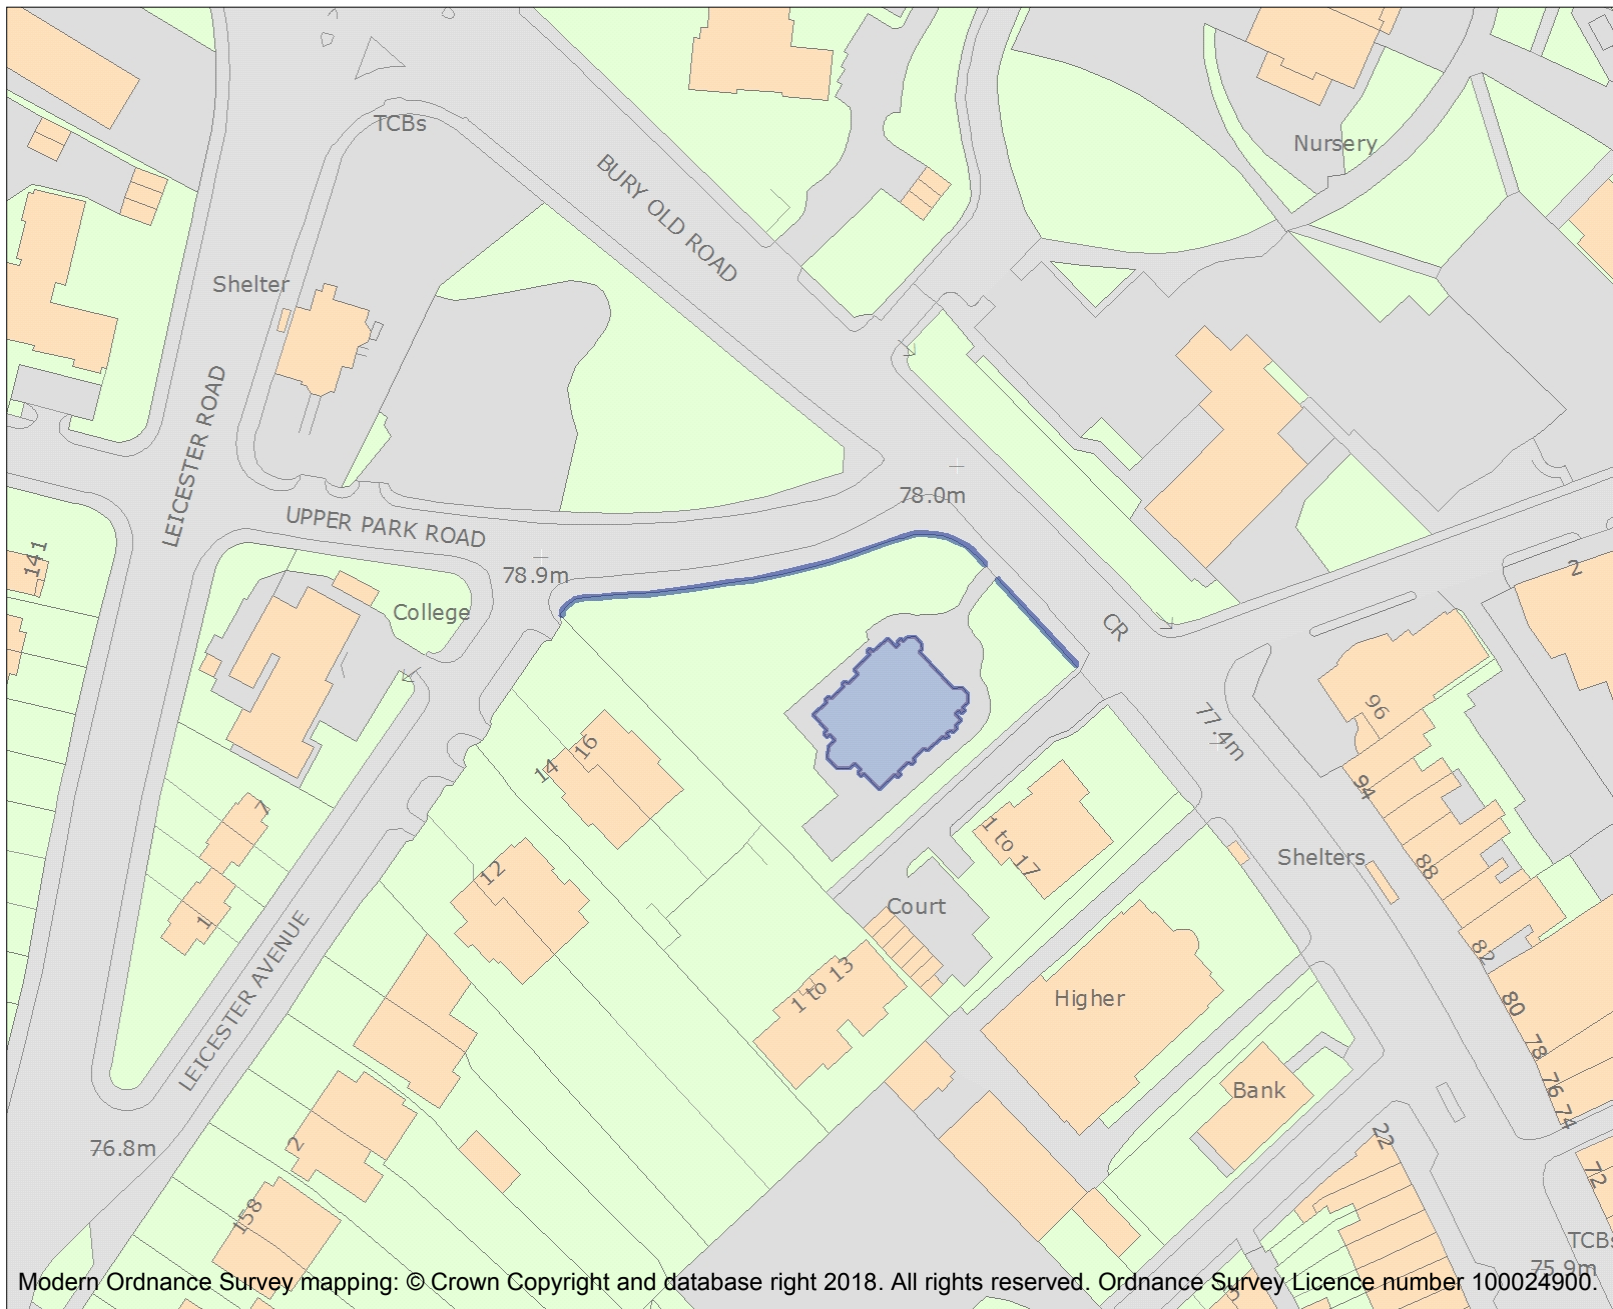 TCBs
Nursery
BURY OLD ROAD
Shelter
LEICESTER ROAD
78.0m
UPPER PARK ROAD
141
78.9m
2
College
CR
96
77.4m
16
14
94
7
1 to 17
Shelters
88
12
Court
1
82
1 to 13
Higher
80
LEICESTER AVENUE
78
76
Bank
74
22
2
76.8m
72
158
TCBs
75.9m
Modern Ordnance Survey mapping: © Crown Copyright and database right 2018. All rights reserved. Ordnance Survey Licence number 100024900.